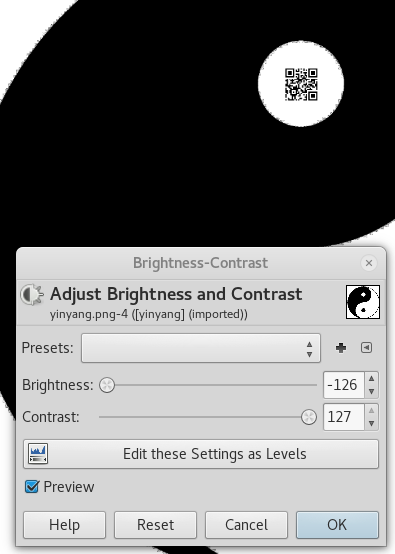 Brightness-Contrast
Adjust Brightness and Contrast
yinyang.png-4 ([yinyang] (imported))
Presets:
Brightness: -126
Contrast: 127
Edit these Settings as Levels
Preview
Help Reset Cancel OK